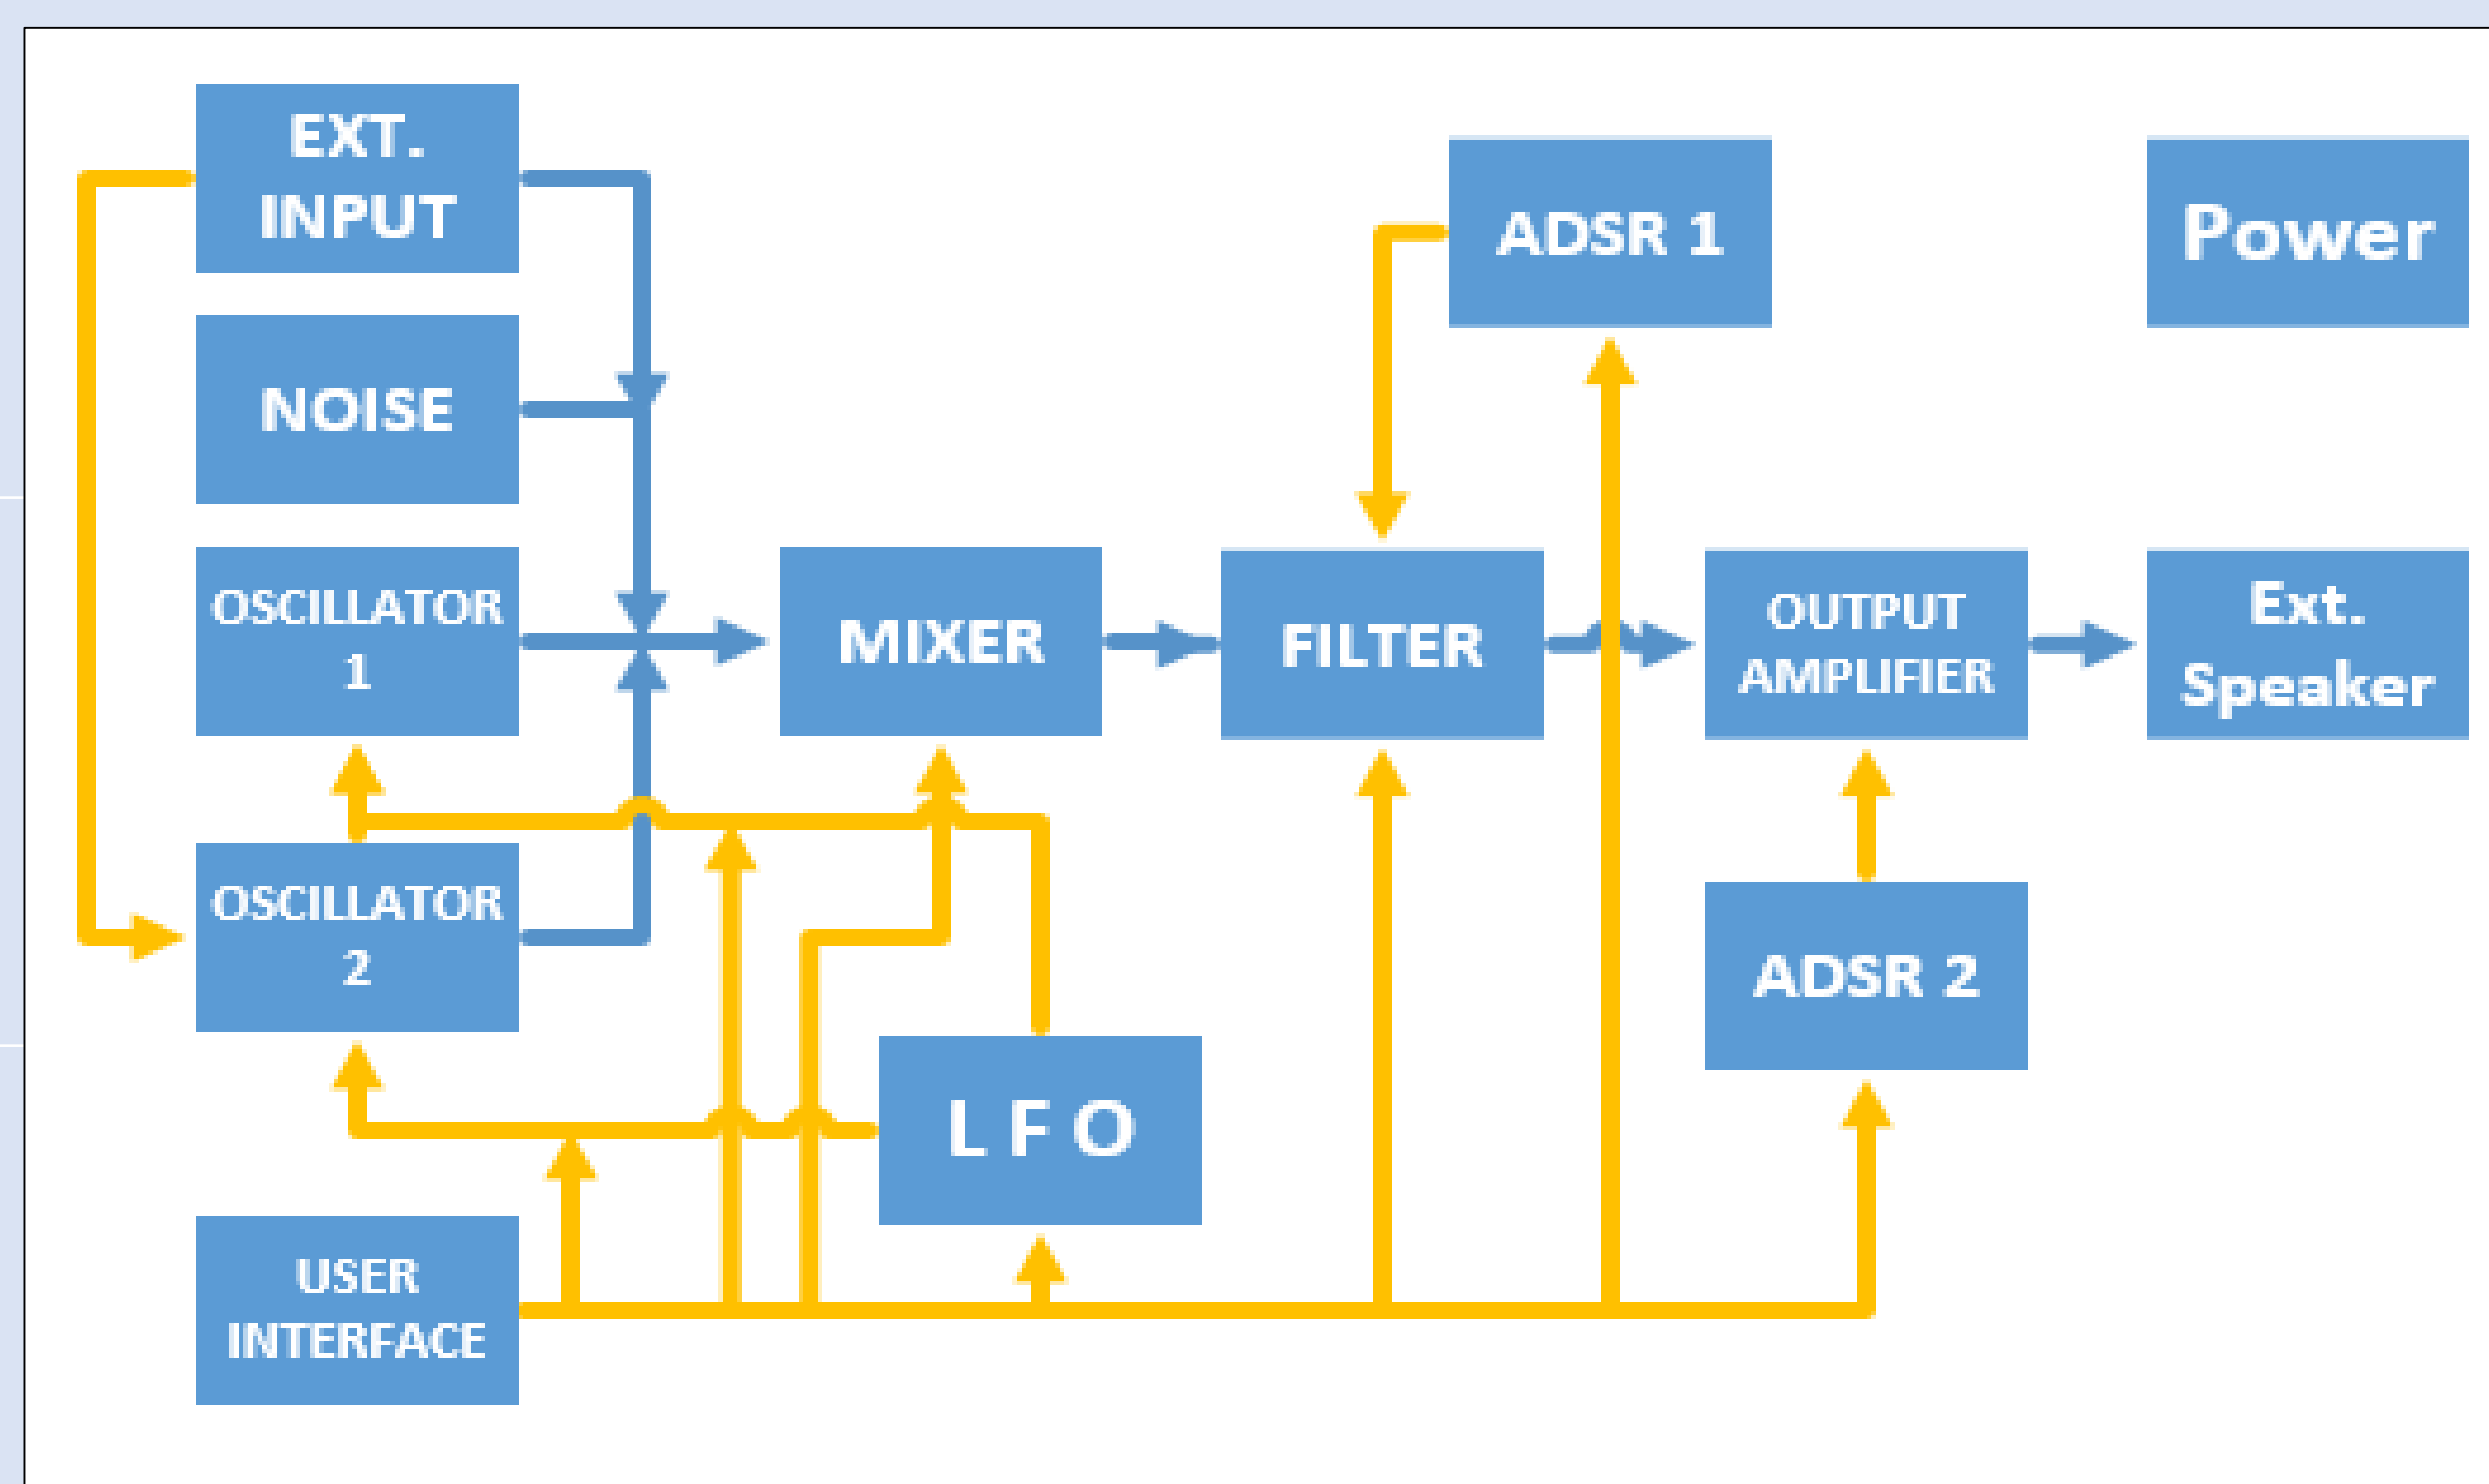 EXT.
INPUT
NOISE
OSCILLATOR
1
OSCILLATOR
2
USER
INTERFACE
MIXER
L F O
FILTER
ADSR 1
OUTPUT
AMPLIFIER
ADSR 2
Power
Ext.
Speaker